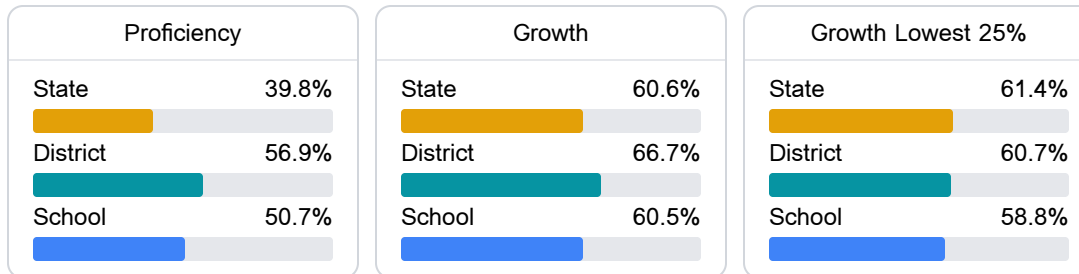 Proficiency
State 39.8%
District 56.9%
School 50.7%
Growth
State 60.6%
District 66.7%
School 60.5%
Growth Lowest 25%
State 61.4%
District 60.7%
School 58.8%